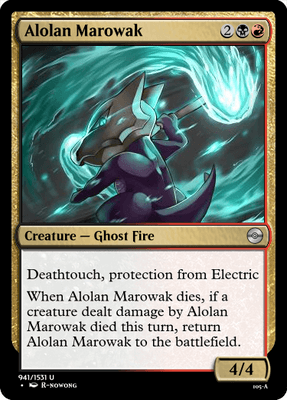 Alolan Marowak 2
Creature — Ghost Fire
Deathtouch, protection from Electric
When Alolan Marowak dies, if a
creature dealt damage by Alolan
Marowak died this turn, return
Alolan Marowak to the battlefield.
4/4
941/1531 U
• R-NOWONG
105-A